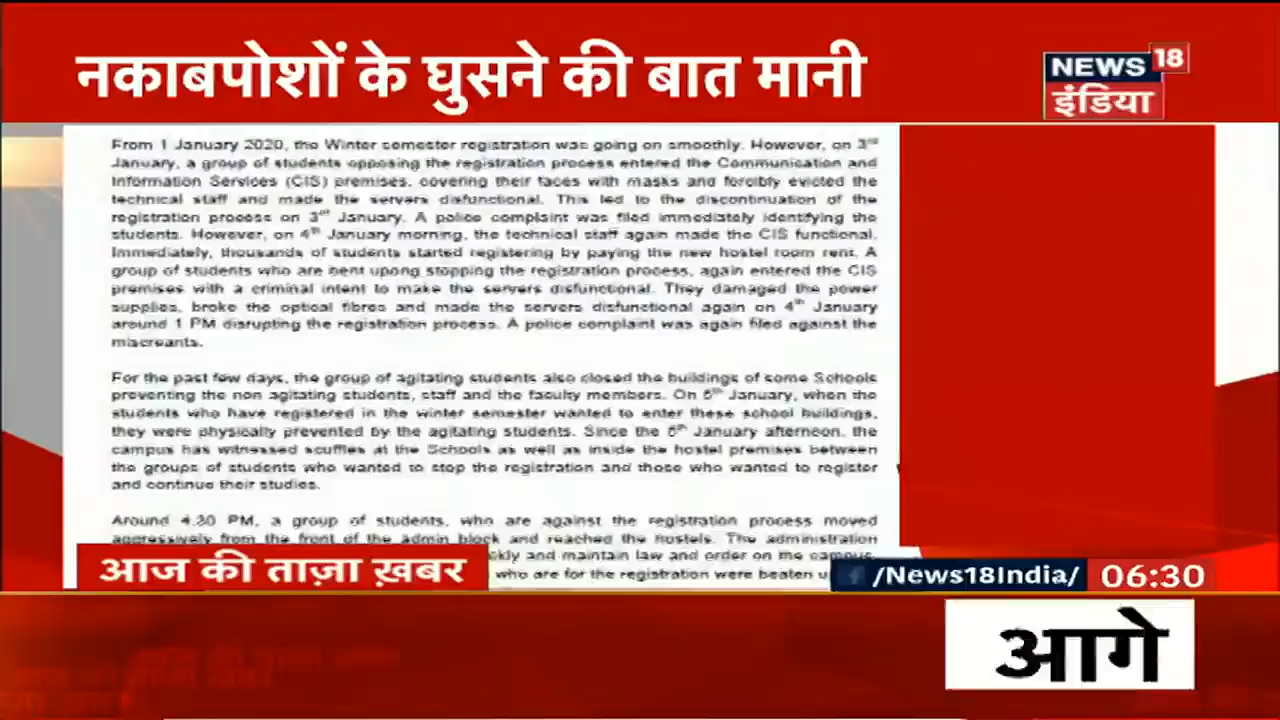 नकाबपोशों के घुसने की बात मानी
NEWS 18
इंडिया
From 1 January 2020, the Winter semester registration was going on smoothly. However, on 3rd
January, a group of students opposing the registration process entered the Communication and
Information Services (CIS) premises, covering their faces with masks and forcibly evicted the
technical staff and made the servers disfunctional. This led to the discontinuation of the
registration process on 3rd January. A police complaint was filed immediately identifying the
students. However, on 4th January morning, the technical staff again made the CIS functional.
Immediately, thousands of students started registering by paying the new hostel room rent. A
group of students who are bent upong stopping the registration process, again entered the CIS
premises with a criminal intent to make the servers disfunctional. They damaged the power
supplies, broke the optical fibres and made the servers disfunctional again on 4th January
around 1 PM disrupting the registration process. A police complaint was again filed against the
miscreants.
For the past few days, the group of agitating students also closed the buildings of some Schools
preventing the non agitating students, staff and the faculty members. On 5th January, when the
students who have registered in the winter semester wanted to enter these school buildings,
they were physically prevented by the agitating students. Since the 5th January afternoon, the
campus has witnessed scuffles at the Schools as well as inside the hostel premises between
the groups of students who wanted to stop the registration and those who wanted to register
and continue their studies.
Around 4.30 PM, a group of students, who are against the registration process moved
aggressively from the front of the admin block and reached the hostels. The administration
and maintain law and order on the campus.
who are for the registration were beaten
आज की ताज़ा ख़बर
/News18India/
06:30
आगे